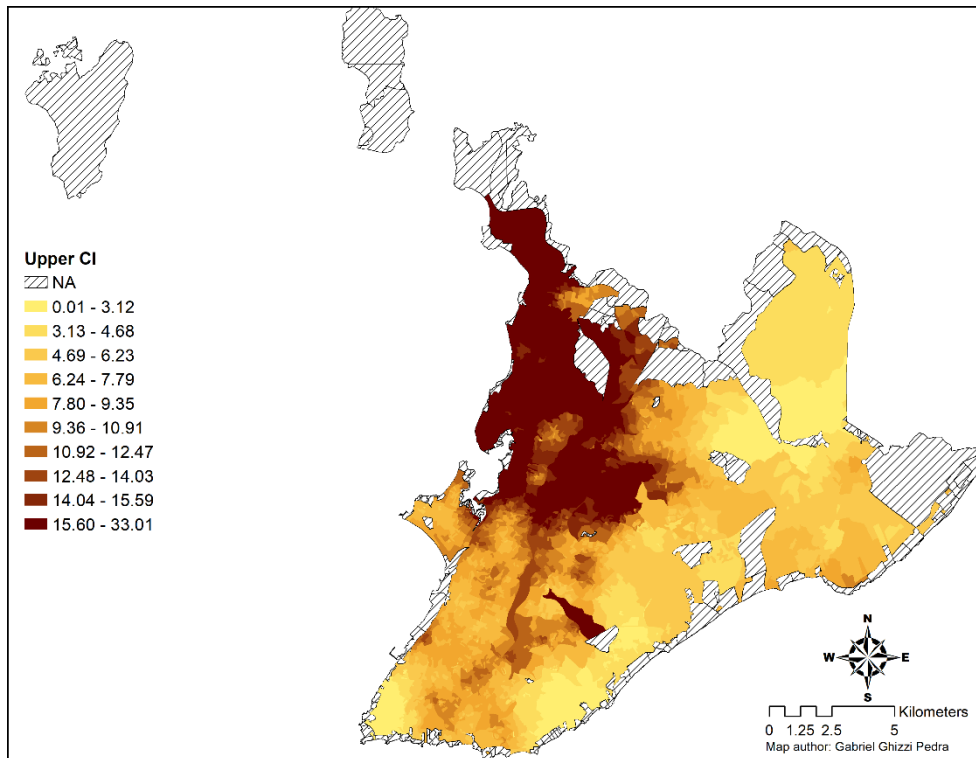 Upper CI
NA
0.01 - 3.12
3.13 - 4.68
4.69 - 6.23
6.24 - 7.79
7.80 - 9.35
9.36 - 10.91
10.92 - 12.47
12.48 - 14.03
14.04 - 15.59
15.60 - 33.01
N
W E
S
Kilometers
0 1.25 2.5 5
Map author: Gabriel Ghizzi Pedra